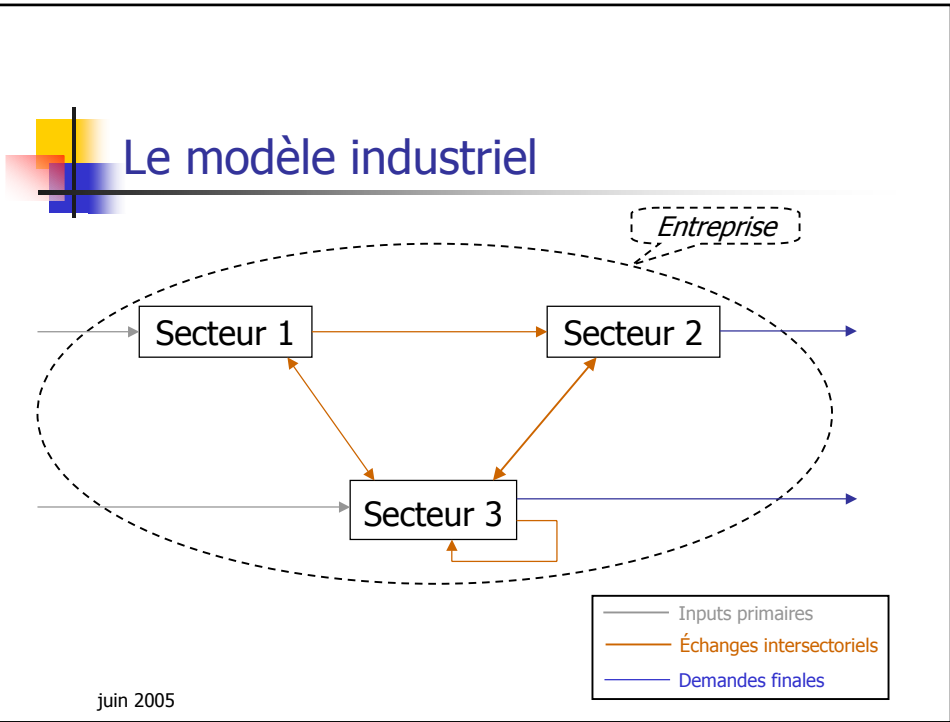 Le modèle industriel
Entreprise
Secteur 1
Secteur 2
Secteur 3
Inputs primaires
Échanges intersectoriels
Demandes finales
juin 2005